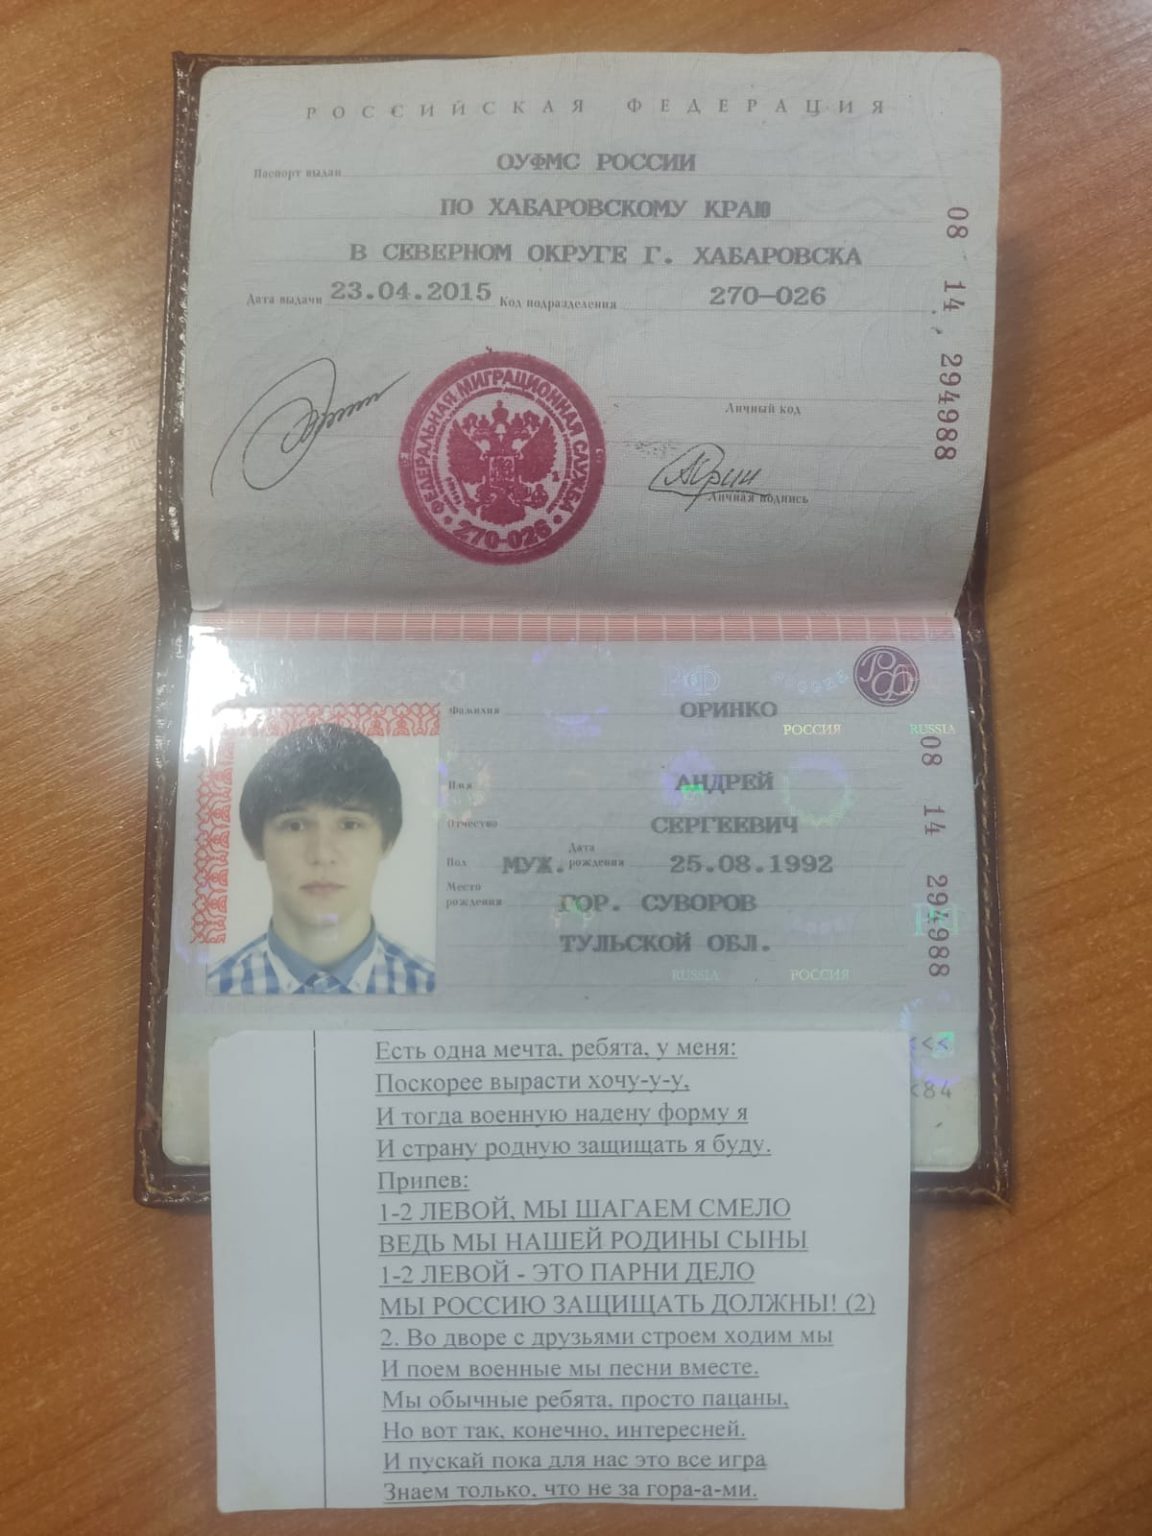 РОССИЙСКАЯ ФЕДЕРАЦИЯ
Паспорт выдан ОУФМС РОССИИ
ПО ХАБАРОВСКОМУ КРАЮ
В СЕВЕРНОМ ОКРУГЕ Г. ХАБАРОВСКА
Дата выдачи 23.04.2015 Код подразделения 270-026
08 14 294988
ФЕДЕРАЛЬНАЯ МИГРАЦИОННАЯ СЛУЖБА
270-026
Личный код
Личная подпись
РФ РОССИЯ РФ
Фамилия ОРИНКО
РОССИЯ RUSSIA
Имя АНДРЕЙ
Отчество СЕРГЕЕВИЧ
Пол МУЖ. Дата рождения 25.08.1992
Место рождения ГОР. СУВОРОВ
ТУЛЬСКОЙ ОБЛ.
RUSSIA РОССИЯ
08 14 294988
<<<
<84
Есть одна мечта, ребята, у меня:
Поскорее вырасти хочу-у-у,
И тогда военную надену форму я
И страну родную защищать я буду.
Припев:
1-2 ЛЕВОЙ, МЫ ШАГАЕМ СМЕЛО
ВЕДЬ МЫ НАШЕЙ РОДИНЫ СЫНЫ
1-2 ЛЕВОЙ - ЭТО ПАРНИ ДЕЛО
МЫ РОССИЮ ЗАЩИЩАТЬ ДОЛЖНЫ! (2)
2. Во дворе с друзьями строем ходим мы
И поем военные мы песни вместе.
Мы обычные ребята, просто пацаны,
Но вот так, конечно, интересней.
И пускай пока для нас это все игра
Знаем только, что не за гора-а-ми.